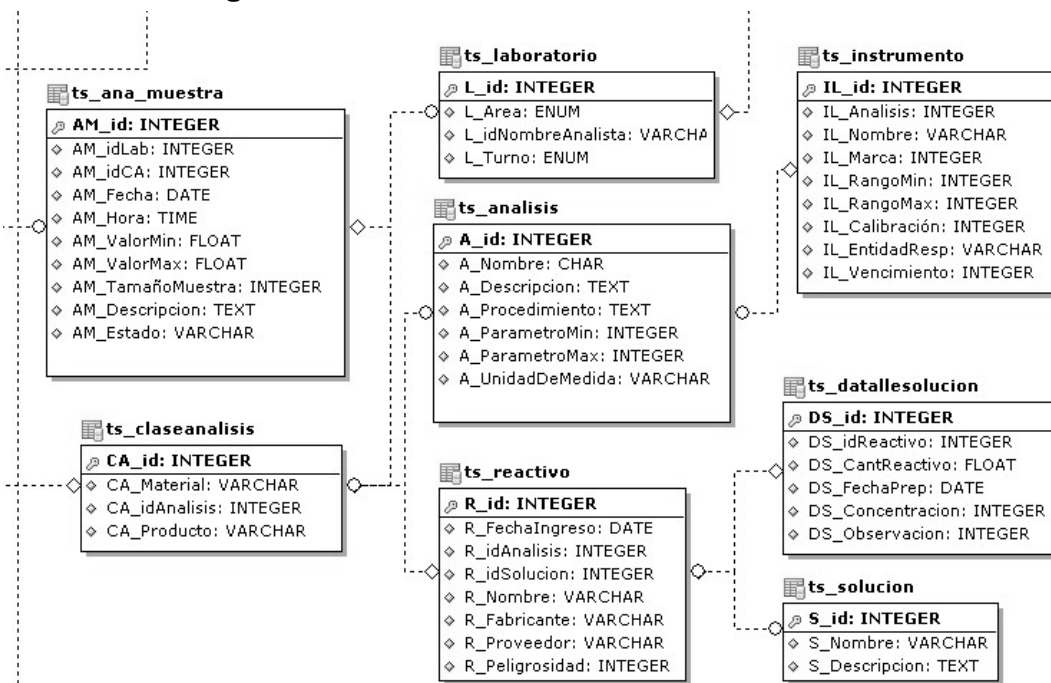 ts_ana_muestra
AM_id: INTEGER
AM_idLab: INTEGER
AM_idCA: INTEGER
AM_Fecha: DATE
AM_Hora: TIME
AM_ValorMin: FLOAT
AM_ValorMax: FLOAT
AM_TamañoMuestra: INTEGER
AM_Descripcion: TEXT
AM_Estado: VARCHAR
ts_claseanalisis
CA_id: INTEGER
CA_Material: VARCHAR
CA_idAnalisis: INTEGER
CA_Producto: VARCHAR
ts_laboratorio
L_id: INTEGER
L_Area: ENUM
L_idNombreAnalista: VARCHA
L_Turno: ENUM
ts_analisis
A_id: INTEGER
A_Nombre: CHAR
A_Descripcion: TEXT
A_Procedimiento: TEXT
A_ParametroMin: INTEGER
A_ParametroMax: INTEGER
A_UnidadDeMedida: VARCHAR
ts_reactivo
R_id: INTEGER
R_FechaIngreso: DATE
R_idAnalisis: INTEGER
R_idSolucion: INTEGER
R_Nombre: VARCHAR
R_Fabricante: VARCHAR
R_Proveedor: VARCHAR
R_Peligrosidad: INTEGER
ts_instrumento
IL_id: INTEGER
IL_Analisis: INTEGER
IL_Nombre: VARCHAR
IL_Marca: INTEGER
IL_RangoMin: INTEGER
IL_RangoMax: INTEGER
IL_Calibración: INTEGER
IL_EntidadResp: VARCHAR
IL_Vencimiento: INTEGER
ts_datallesolucion
DS_id: INTEGER
DS_idReactivo: INTEGER
DS_CantReactivo: FLOAT
DS_FechaPrep: DATE
DS_Concentracion: INTEGER
DS_Observacion: INTEGER
ts_solucion
S_id: INTEGER
S_Nombre: VARCHAR
S_Descripcion: TEXT